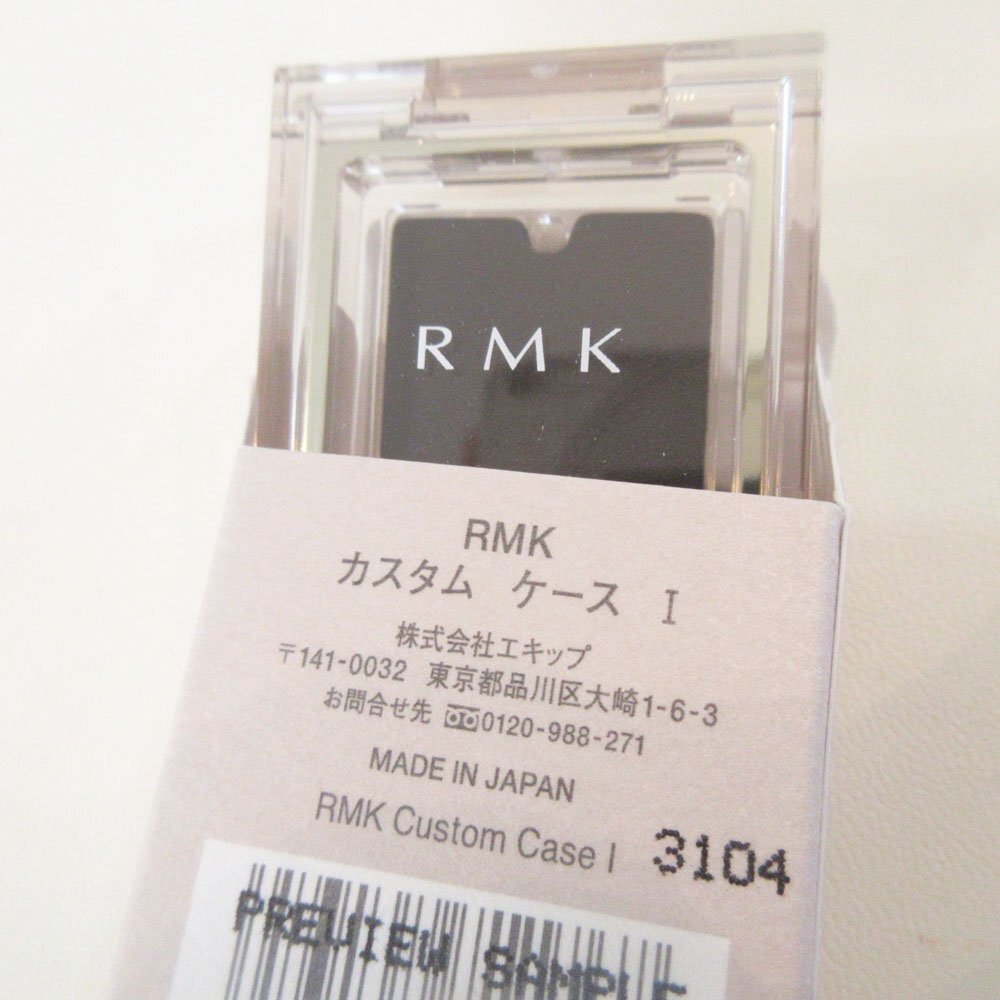 RMK
RMK
カスタム ケース I
株式会社エキップ
〒141-0032 東京都品川区大崎1-6-3
お問合せ先 0120-988-271
MADE IN JAPAN
RMK Custom Case I 3104
PREVIEW SAMPLE